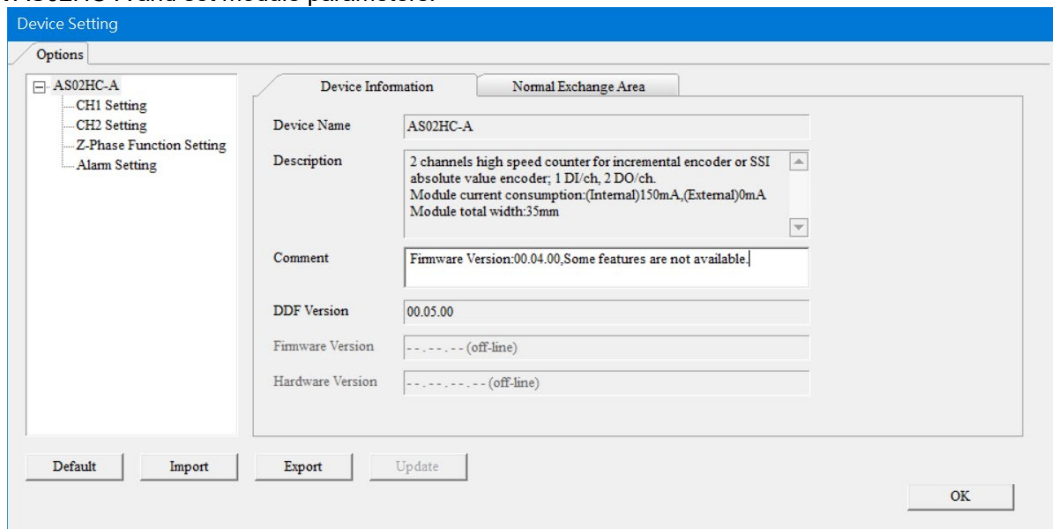 Device Setting
Options
AS02HC-A
CH1 Setting
CH2 Setting
Z-Phase Function Setting
Alarm Setting
Device Information
Normal Exchange Area
Device Name
AS02HC-A
Description
2 channels high speed counter for incremental encoder or SSI
absolute value encoder; 1 DI/ch, 2 DO/ch.
Module current consumption:(Internal)150mA,(External)0mA
Module total width:35mm
Comment
Firmware Version:00.04.00,Some features are not available.
DDF Version
00.05.00
Firmware Version
--.--.-- (off-line)
Hardware Version
--.--.--.-- (off-line)
Default
Import
Export
Update
OK